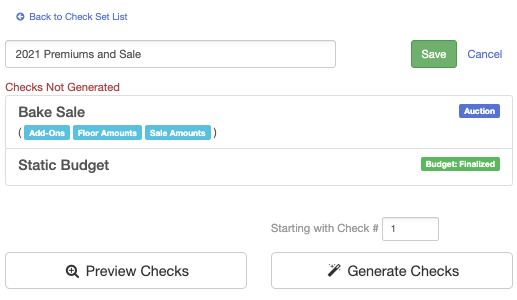 Back to Check Set List
2021 Premiums and Sale
Save
Cancel
Checks Not Generated
Bake Sale
Auction
( Add-Ons Floor Amounts Sale Amounts )
Static Budget
Budget: Finalized
Starting with Check # 1
Preview Checks
Generate Checks